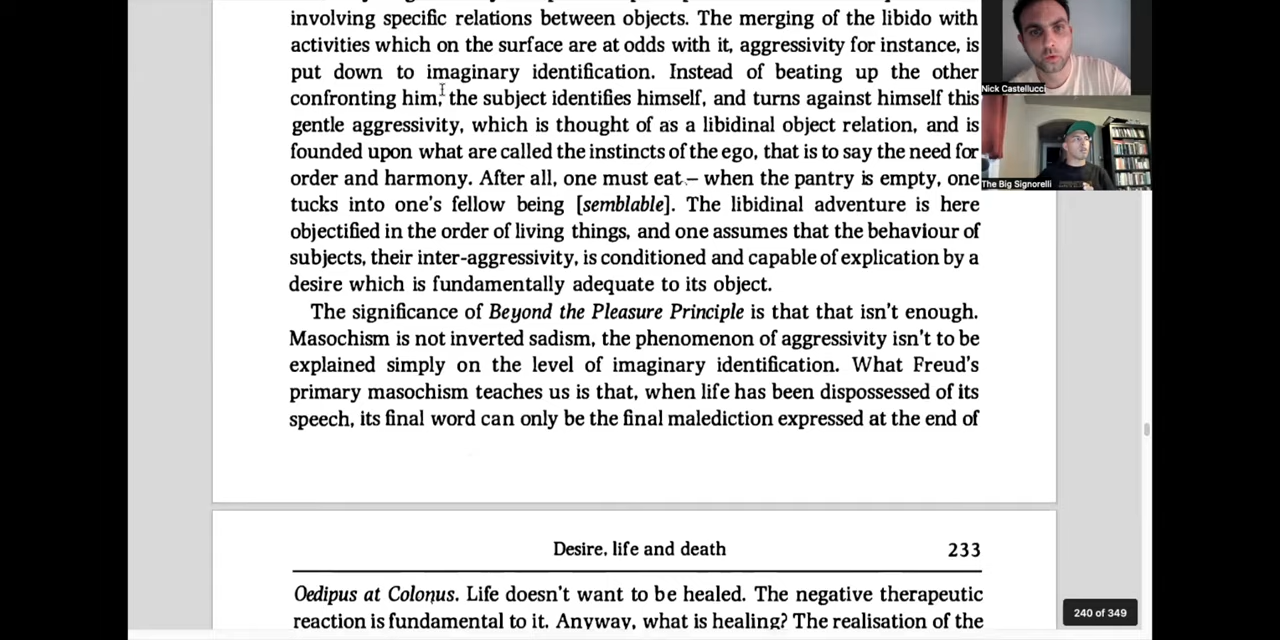 involving specific relations between objects. The merging of the libido with
activities which on the surface are at odds with it, aggressivity for instance, is
put down to imaginary identification. Instead of beating up the other
confronting him, the subject identifies himself, and turns against himself this
gentle aggressivity, which is thought of as a libidinal object relation, and is
founded upon what are called the instincts of the ego, that is to say the need for
order and harmony. After all, one must eat – when the pantry is empty, one
tucks into one's fellow being [semblable]. The libidinal adventure is here
objectified in the order of living things, and one assumes that the behaviour of
subjects, their inter-aggressivity, is conditioned and capable of explication by a
desire which is fundamentally adequate to its object.
The significance of Beyond the Pleasure Principle is that that isn't enough.
Masochism is not inverted sadism, the phenomenon of aggressivity isn't to be
explained simply on the level of imaginary identification. What Freud's
primary masochism teaches us is that, when life has been dispossessed of its
speech, its final word can only be the final malediction expressed at the end of
Desire, life and death 233
Oedipus at Colonus. Life doesn't want to be healed. The negative therapeutic
reaction is fundamental to it. Anyway, what is healing? The realisation of the
Nick Castellucci
The Big Signorelli
240 of 349